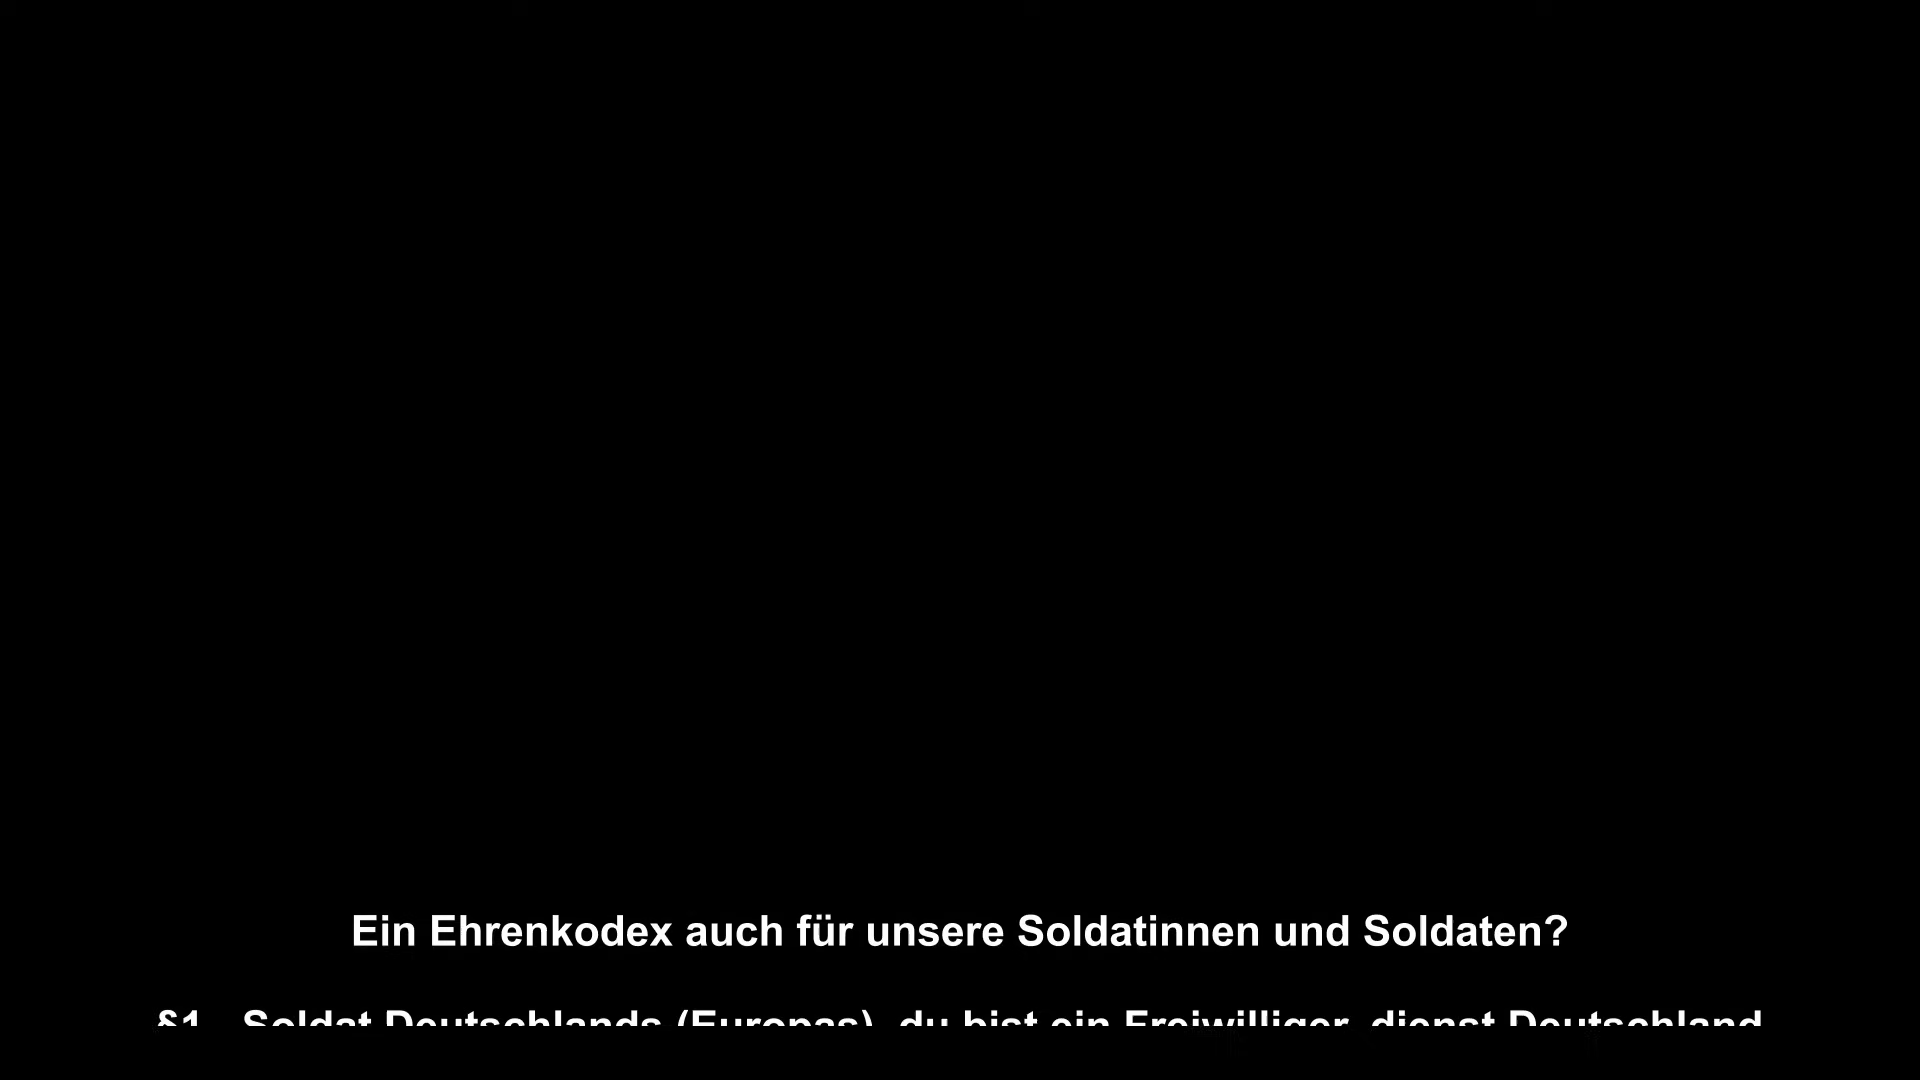 Ein Ehrenkodex auch für unsere Soldatinnen und Soldaten?
§1 Soldat Deutschlands (Europas), du bist ein Freiwilliger, dienst Deutschland